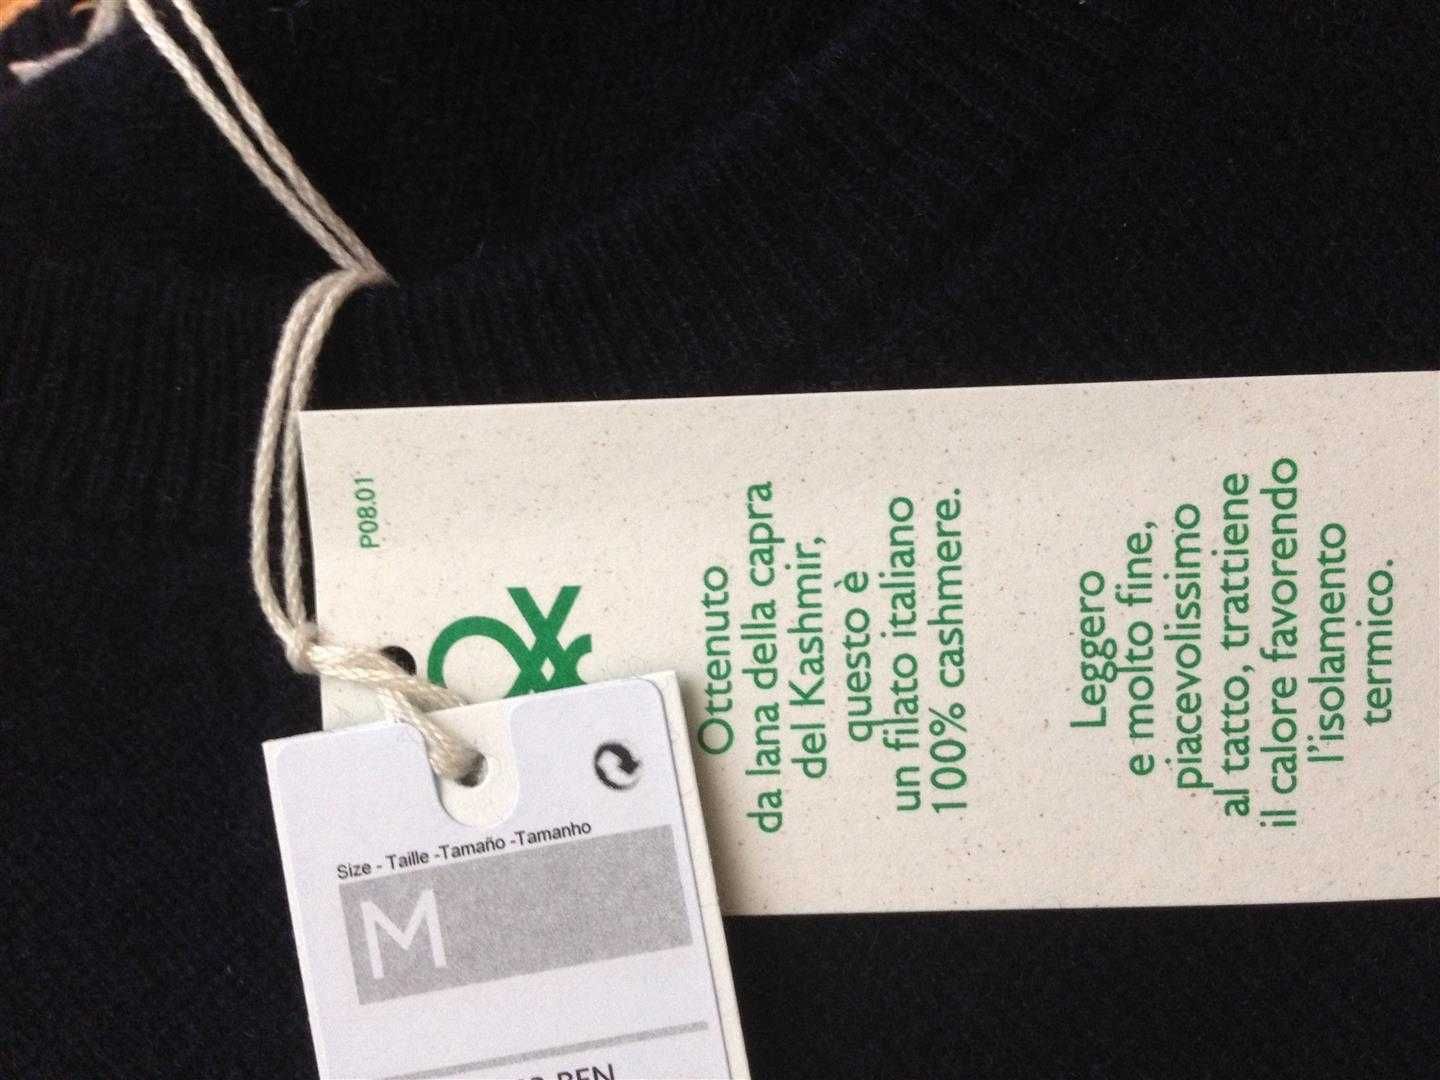 P08.01
Ottenuto
da lana della capra
del Kashmir,
questo è
un filato italiano
100% cashmere.
Leggero
e molto fine,
piacevolissimo
al tatto, trattiene
il calore favorendo
l'isolamento
termico.
Size - Taille -Tamaño -Tamanho
M
BEN